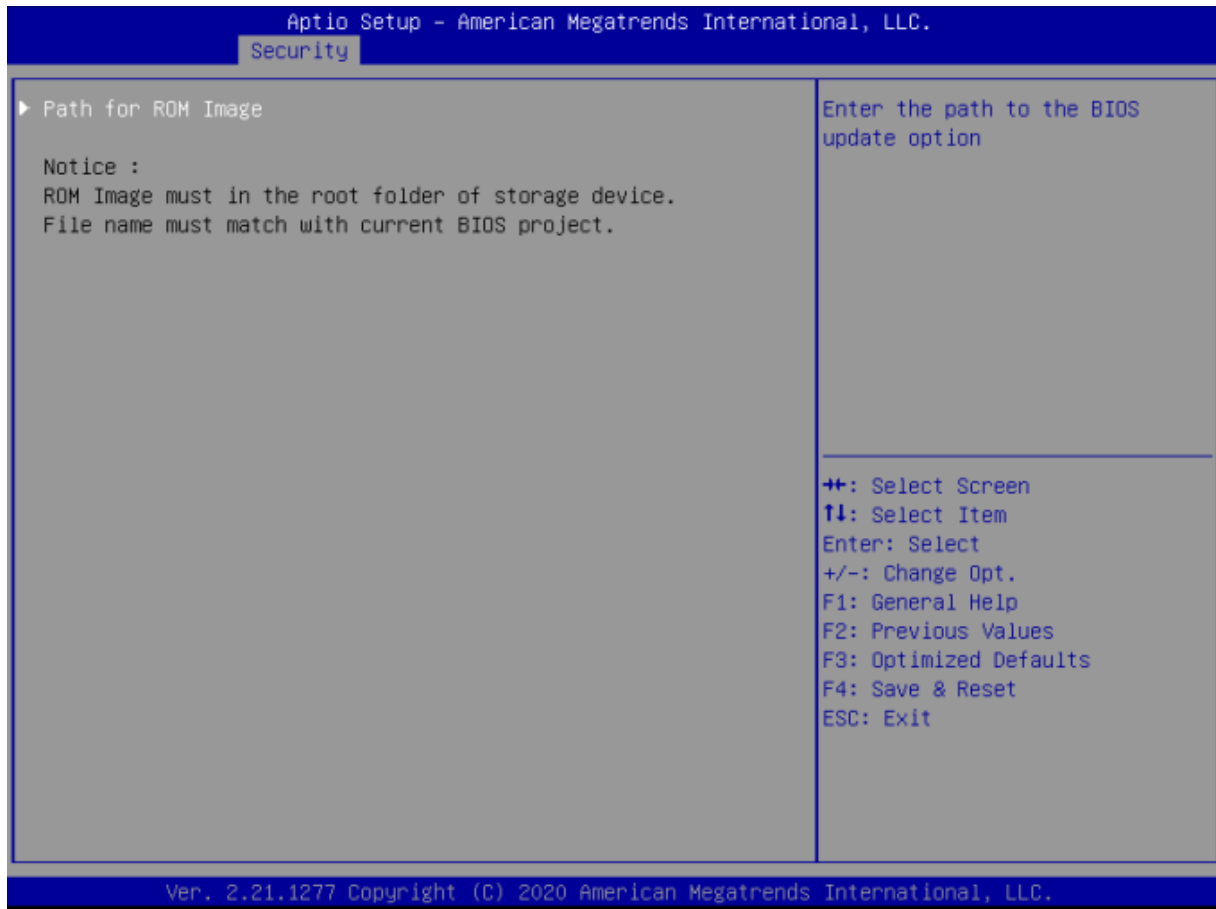 Aptio Setup – American Megatrends International, LLC.
Security
Path for ROM Image
Notice :
ROM Image must in the root folder of storage device.
File name must match with current BIOS project.
Enter the path to the BIOS
update option
→←: Select Screen
↑↓: Select Item
Enter: Select
+/-: Change Opt.
F1: General Help
F2: Previous Values
F3: Optimized Defaults
F4: Save & Reset
ESC: Exit
Ver. 2.21.1277 Copyright (C) 2020 American Megatrends International, LLC.